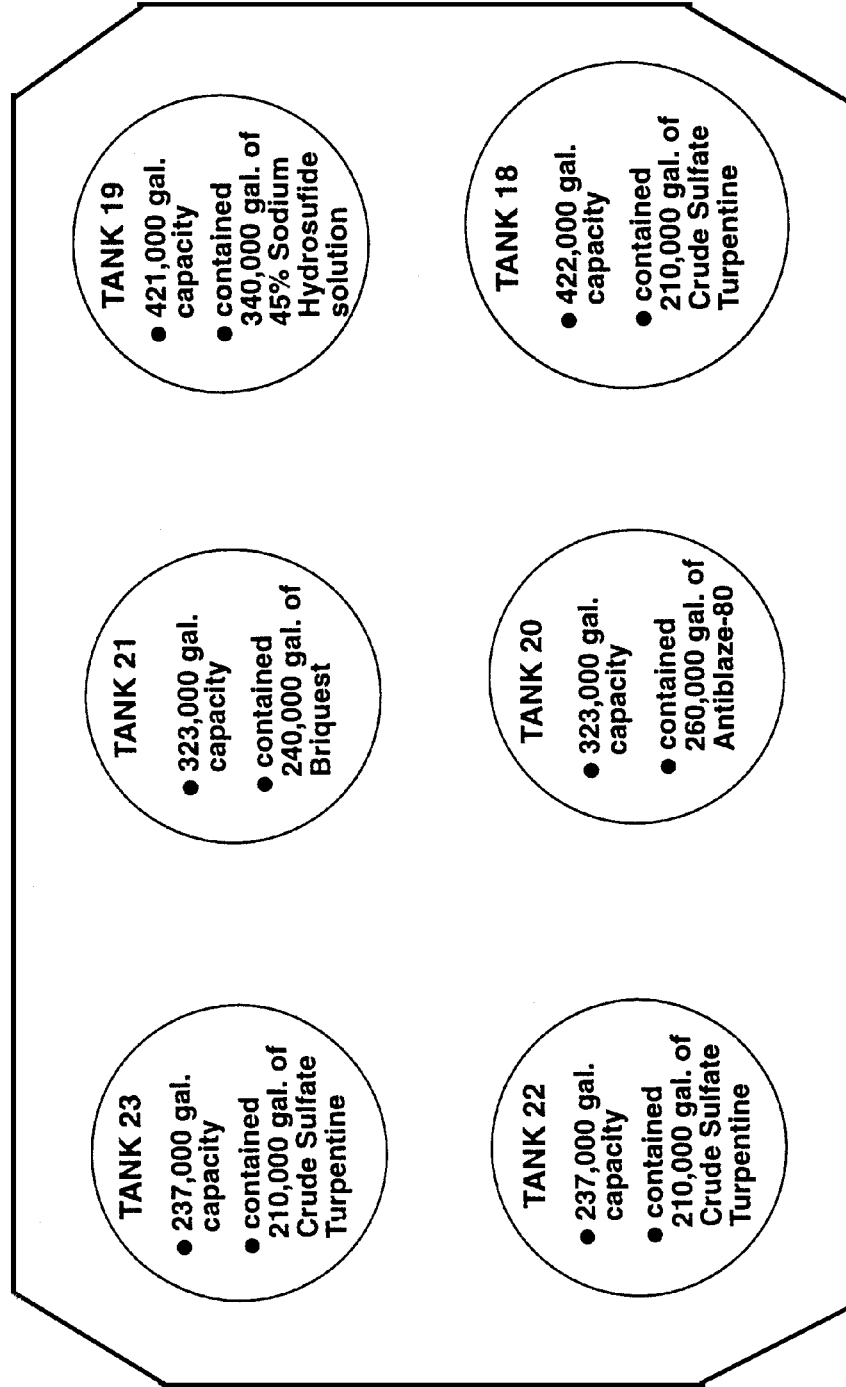 TANK 23
● 237,000 gal.
capacity
● contained
210,000 gal. of
Crude Sulfate
Turpentine
TANK 21
● 323,000 gal.
capacity
● contained
240,000 gal. of
Briquest
TANK 19
● 421,000 gal.
capacity
● contained
340,000 gal. of
45% Sodium
Hydrosufide
solution
TANK 22
● 237,000 gal.
capacity
● contained
210,000 gal. of
Crude Sulfate
Turpentine
TANK 20
● 323,000 gal.
capacity
● contained
260,000 gal. of
Antiblaze-80
TANK 18
● 422,000 gal.
capacity
● contained
210,000 gal. of
Crude Sulfate
Turpentine